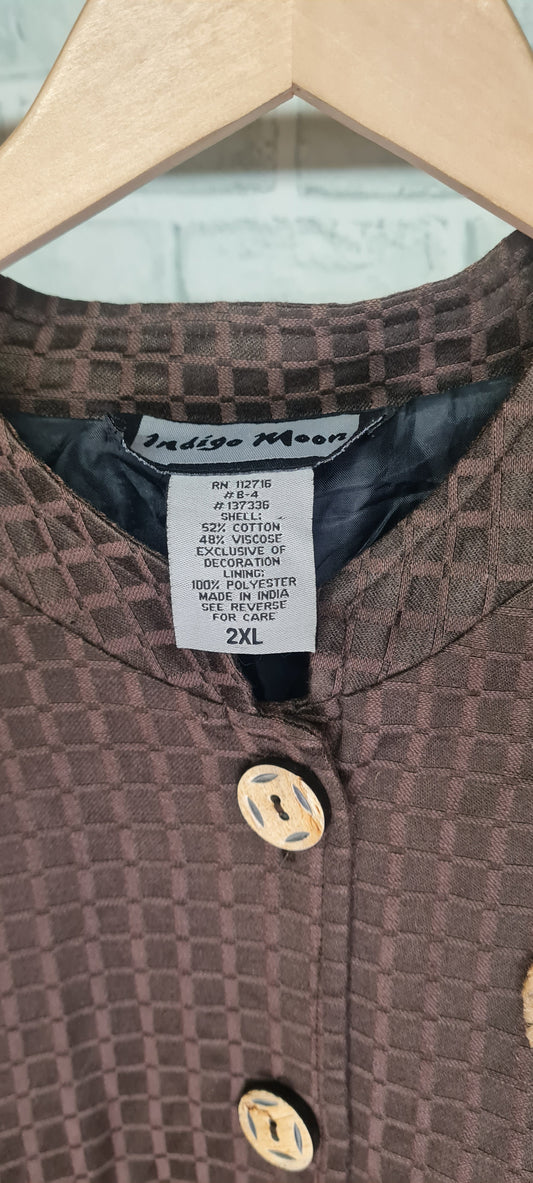 Indigo Moon
RN 112716
#B-4
#137336
SHELL:
52% COTTON
48% VISCOSE
EXCLUSIVE OF
DECORATION
LINING:
100% POLYESTER
MADE IN INDIA
SEE REVERSE
FOR CARE
2XL